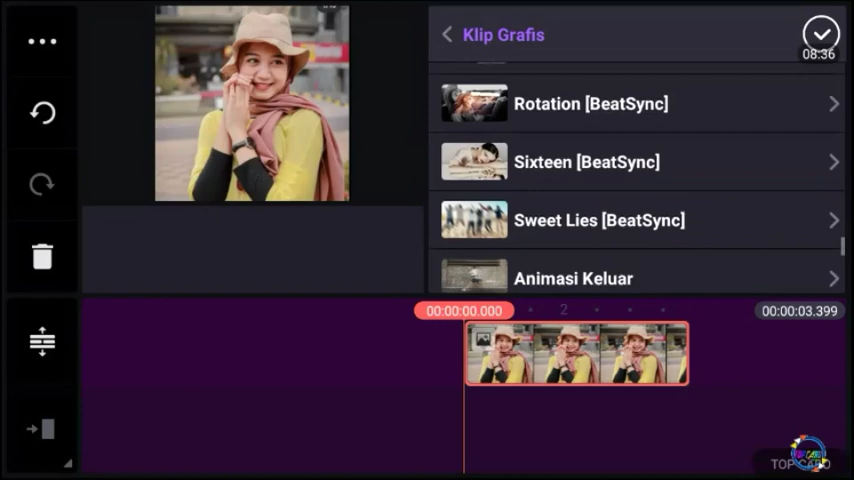 Klip Grafis
08:36
Rotation [BeatSync]
Sixteen [BeatSync]
Sweet Lies [BeatSync]
Animasi Keluar
00:00:00.000
2
00:00:03.399
TOP CARD